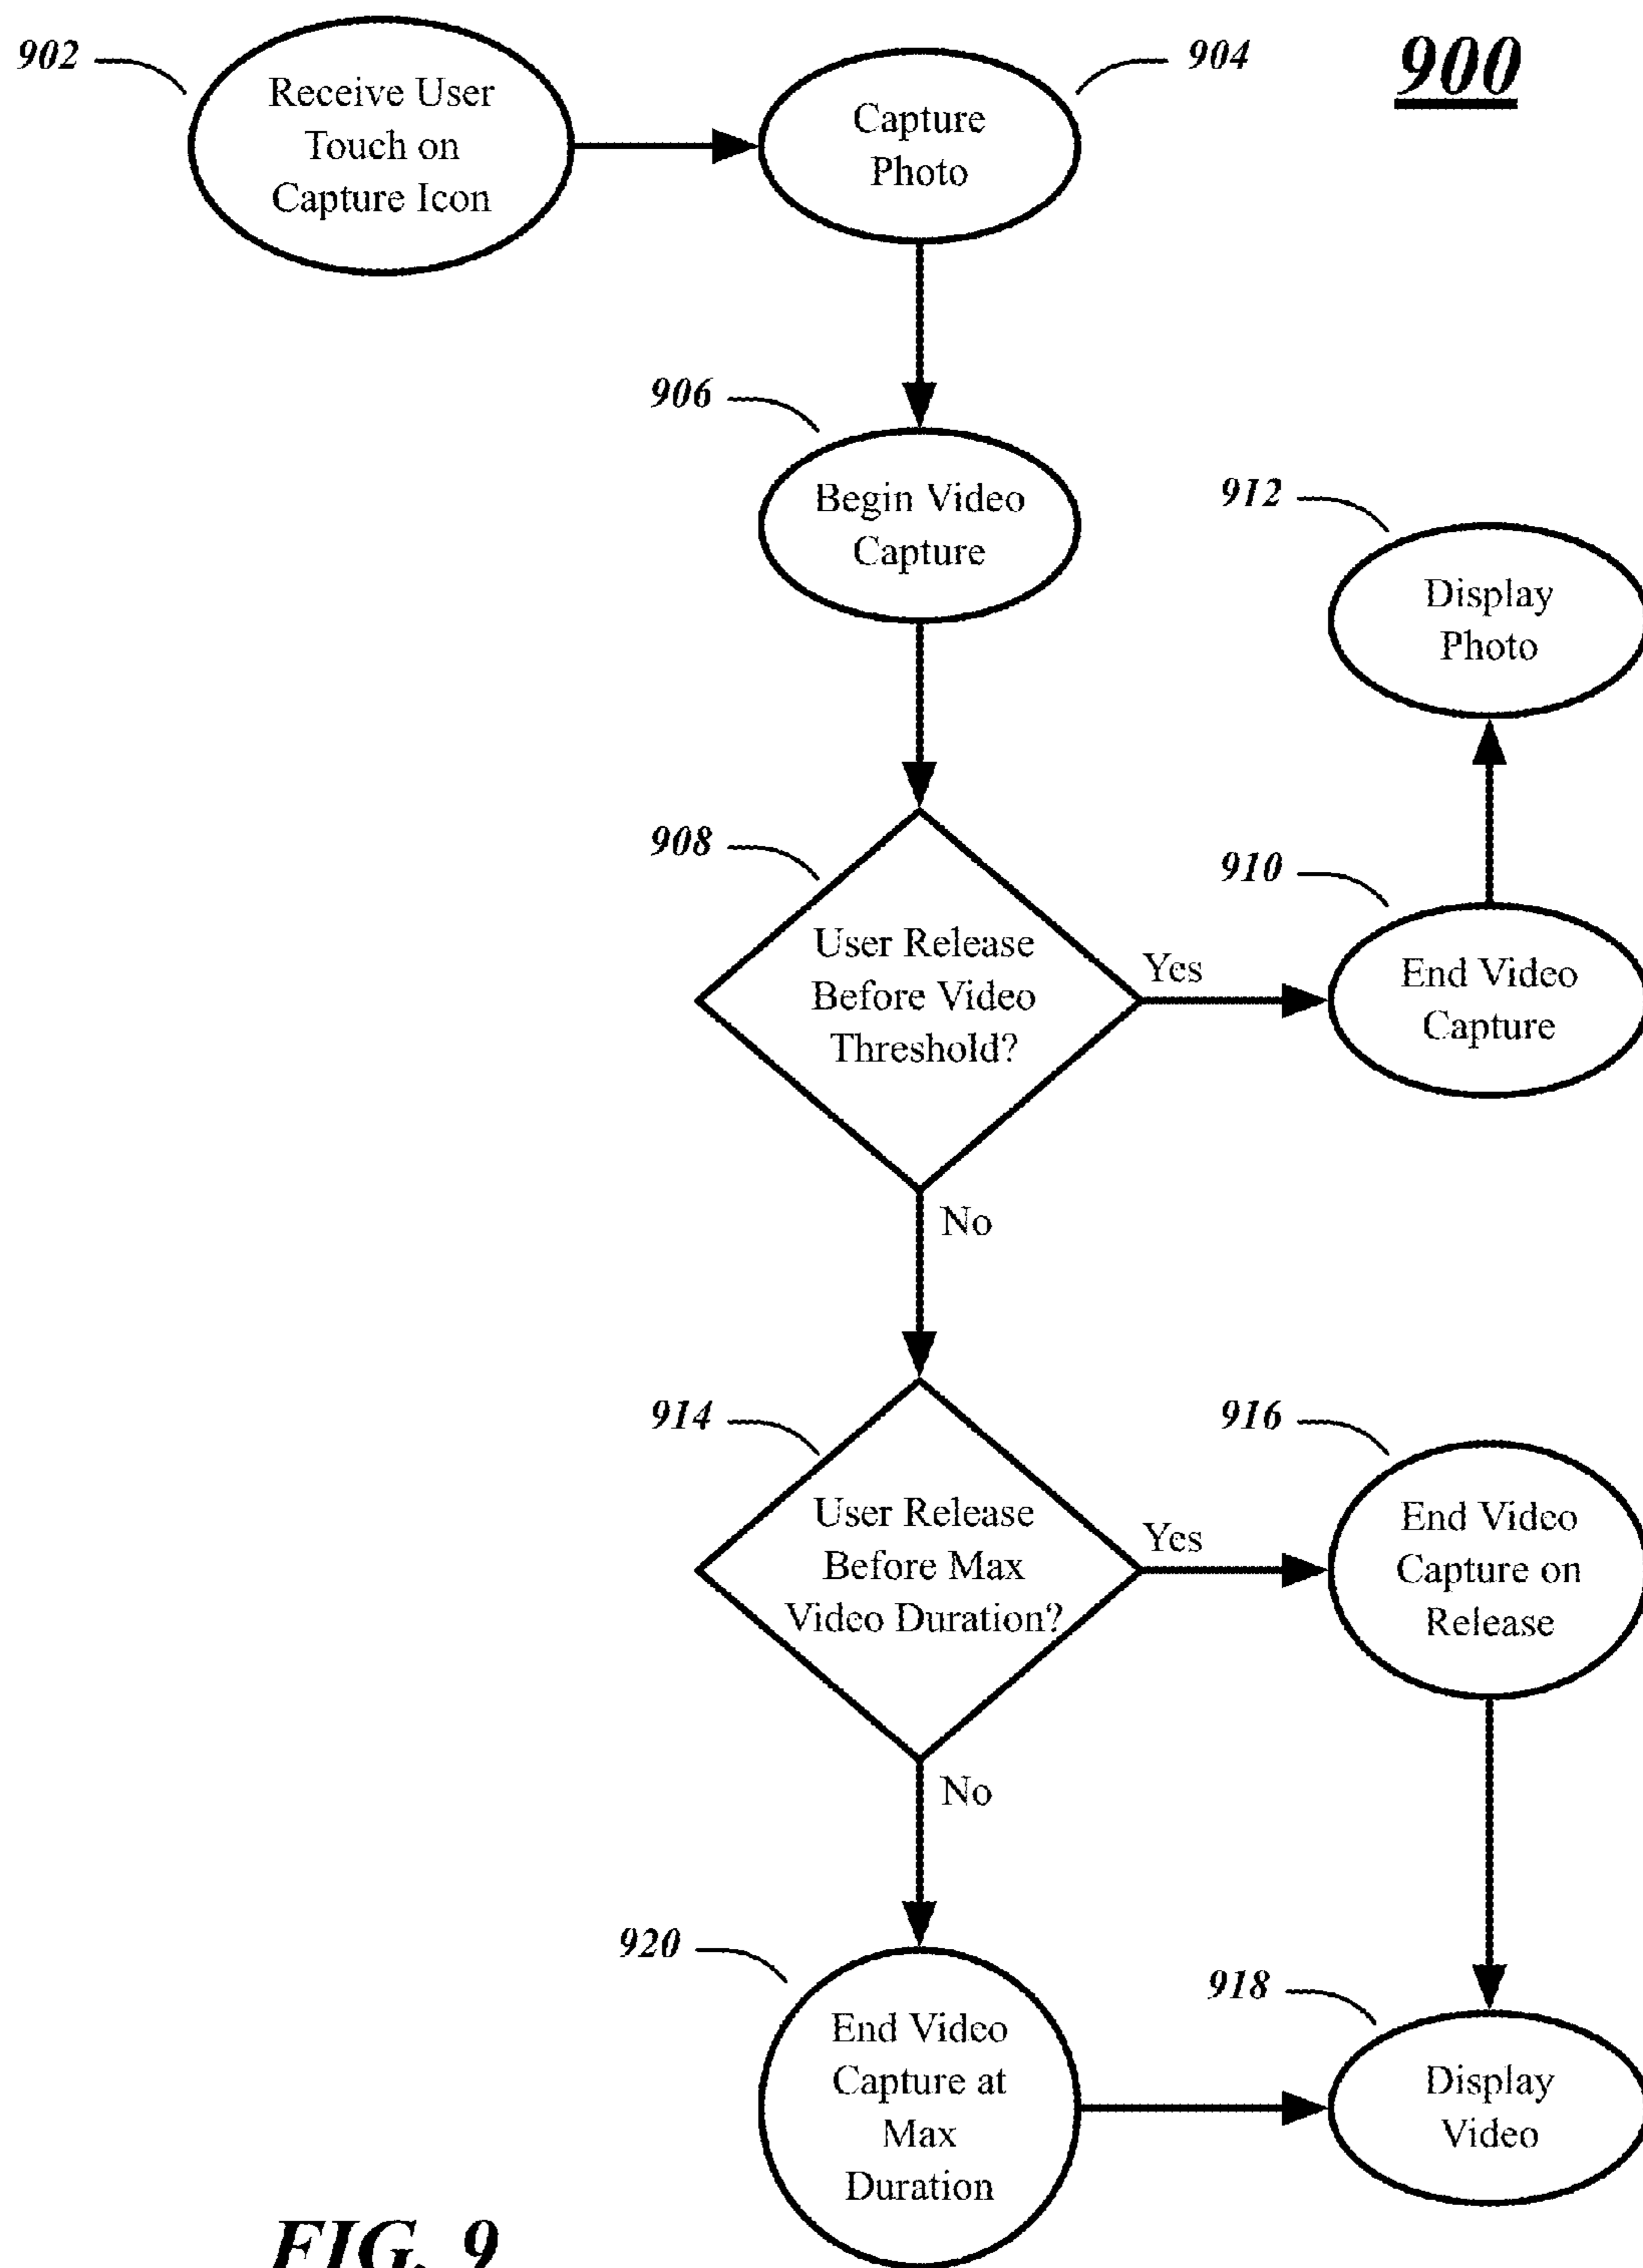 900
902
Receive User
Touch on
Capture Icon
904
Capture
Photo
906
Begin Video
Capture
908
User Release
Before Video
Threshold?
Yes
No
910
End Video
Capture
912
Display
Photo
914
User Release
Before Max
Video Duration?
Yes
No
916
End Video
Capture on
Release
920
End Video
Capture at
Max
Duration
918
Display
Video
FIG. 9